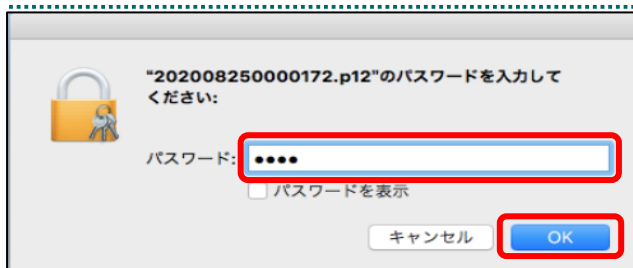 "202008250000172.p12"のパスワードを入力して
ください:
パスワード: ●●●●
パスワードを表示
キャンセル OK